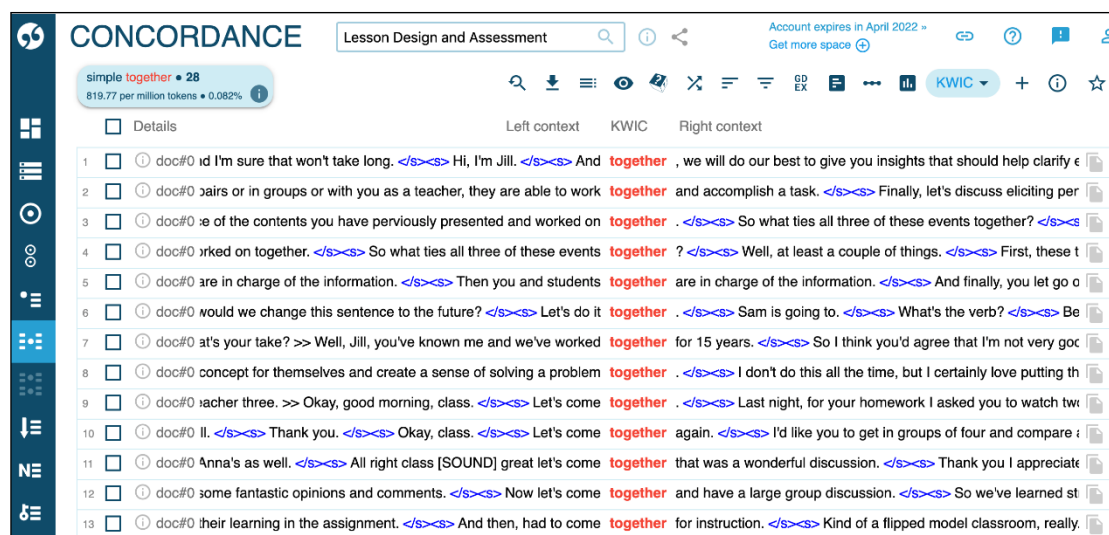 CONCORDANCE Lesson Design and Assessment Account expires in April 2022 »
Get more space
simple together • 28
819.77 per million tokens • 0.082%
GD EX KWIC
Details Left context KWIC Right context
1 doc#0 I'm sure that won't take long. </s><s> Hi, I'm Jill. </s><s> And together , we will do our best to give you insights that should help clarify
2 doc#0 or in groups or with you as a teacher, they are able to work together and accomplish a task. </s><s> Finally, let's discuss eliciting per
3 doc#0 ce of the contents you have perviously presented and worked on together . </s><s> So what ties all three of these events together? </s><s
4 doc#0 orked on together. </s><s> So what ties all three of these events together ? </s><s> Well, at least a couple of things. </s><s> First, these t
5 doc#0 are in charge of the information. </s><s> Then you and students together are in charge of the information. </s><s> And finally, you let go o
6 doc#0 would we change this sentence to the future? </s><s> Let's do it together . </s><s> Sam is going to. </s><s> What's the verb? </s><s> Be
7 doc#0 at's your take? >> Well, Jill, you've known me and we've worked together for 15 years. </s><s> So I think you'd agree that I'm not very goo
8 doc#0 concept for themselves and create a sense of solving a problem together . </s><s> I don't do this all the time, but I certainly love putting th
9 doc#0 eacher three. >> Okay, good morning, class. </s><s> Let's come together . </s><s> Last night, for your homework I asked you to watch two
10 doc#0 ll. </s><s> Thank you. </s><s> Okay, class. </s><s> Let's come together again. </s><s> I'd like you to get in groups of four and compare
11 doc#0 Anna's as well. </s><s> All right class [SOUND] great let's come together that was a wonderful discussion. </s><s> Thank you I appreciate
12 doc#0 some fantastic opinions and comments. </s><s> Now let's come together and have a large group discussion. </s><s> So we've learned st
13 doc#0 their learning in the assignment. </s><s> And then, had to come together for instruction. </s><s> Kind of a flipped model classroom, really.